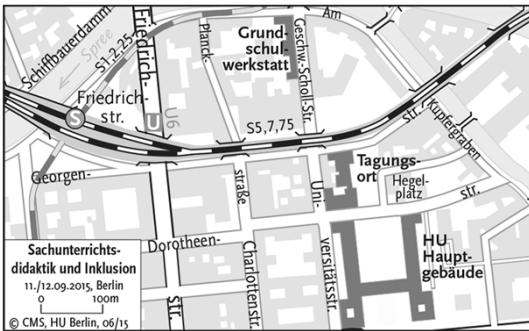 Schiffbauerdamm
Spree
S1,2,25
Friedrich-
Planck-
Am
Grund-
schul-
werkstatt
Geschw.-Scholl-Str.
Friedrich-
str.
S
U
U6
S5,7,75
str.
Kupfergraben
Georgen-
straße
Uni-
Tagungs-
ort
Hegel-
platz
str.
Dorotheen-
Charlottenstr.
versitätsstr.
HU
Haupt-
gebäude
str.
Sachunterrichts-
didaktik und Inklusion
11./12.09.2015, Berlin
0 100m
© CMS, HU Berlin, 06/15